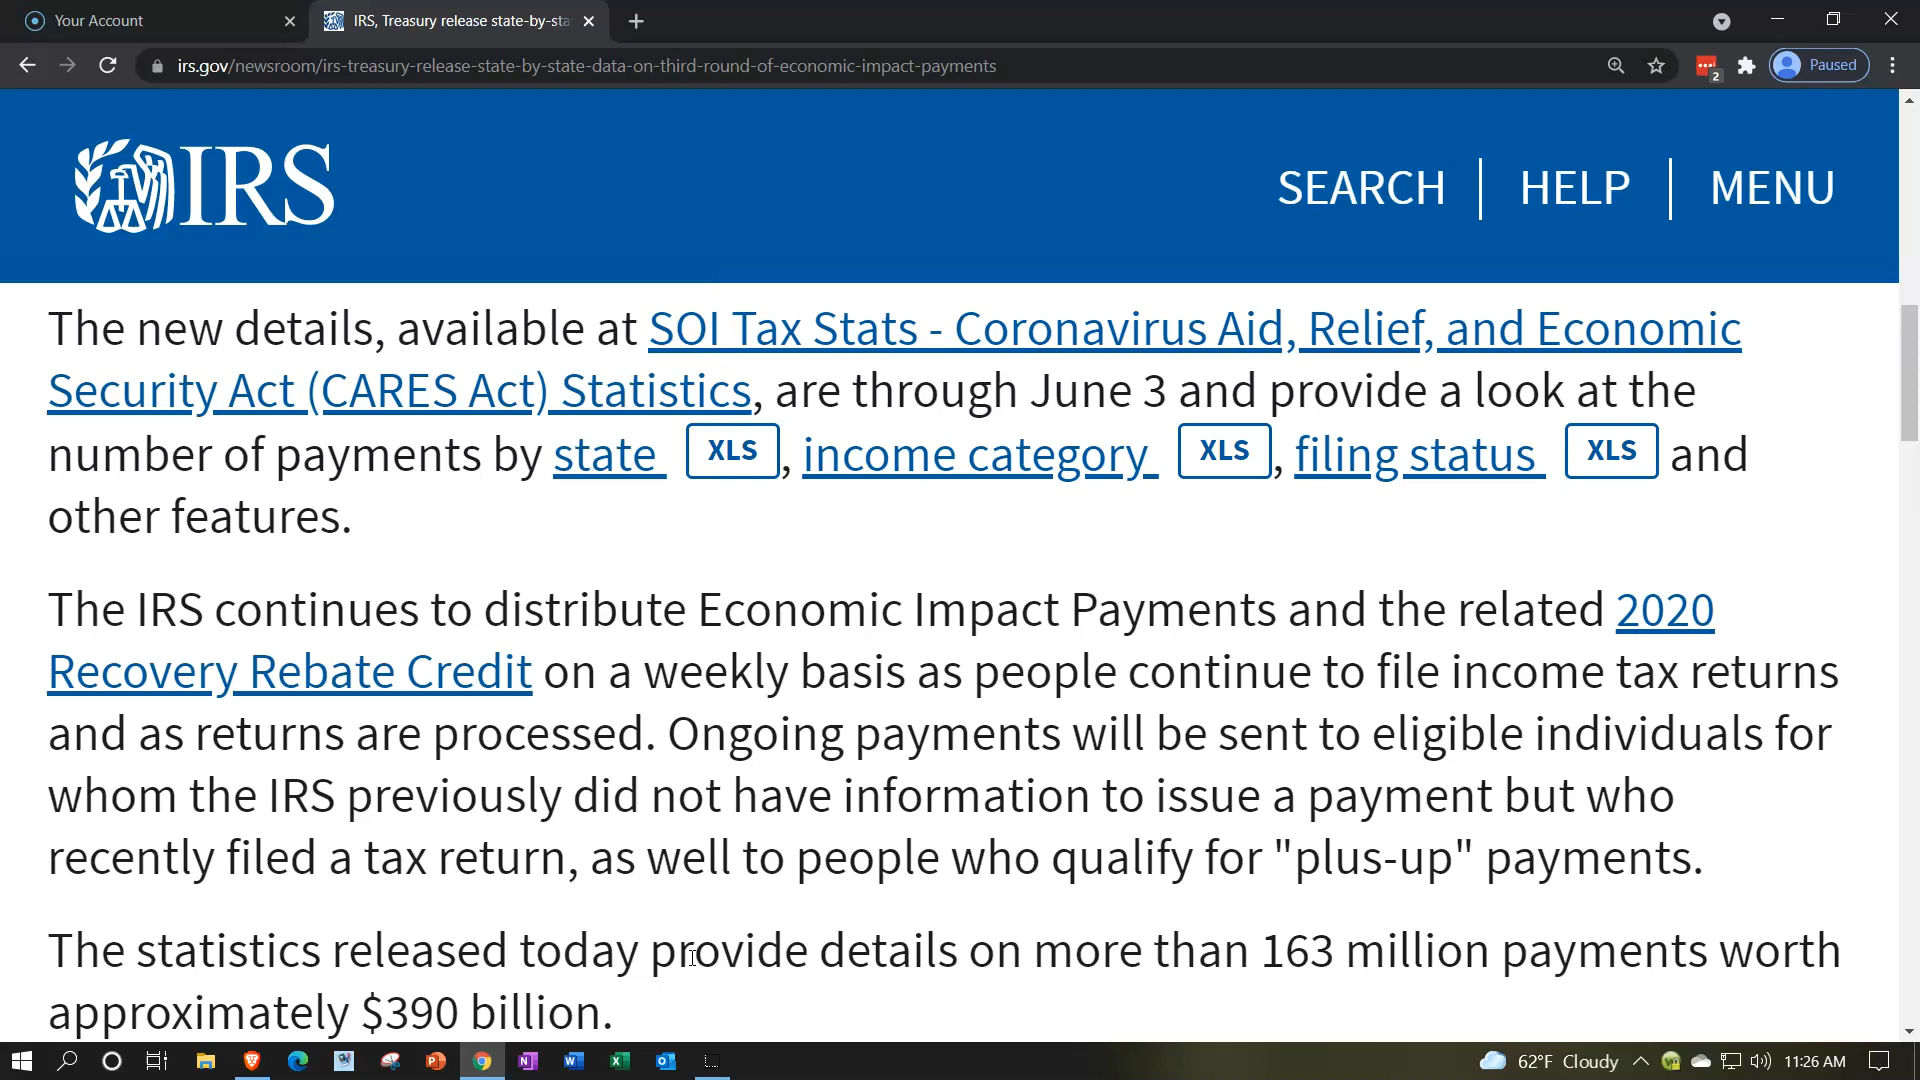 Your Account
IRS, Treasury release state-by-sta
irs.gov/newsroom/irs-treasury-release-state-by-state-data-on-third-round-of-economic-impact-payments
2
Paused
IRS
SEARCH
HELP
MENU
The new details, available at SOI Tax Stats - Coronavirus Aid, Relief, and Economic
Security Act (CARES Act) Statistics, are through June 3 and provide a look at the
number of payments by state XLS, income category XLS, filing status XLS and
other features.
The IRS continues to distribute Economic Impact Payments and the related 2020
Recovery Rebate Credit on a weekly basis as people continue to file income tax returns
and as returns are processed. Ongoing payments will be sent to eligible individuals for
whom the IRS previously did not have information to issue a payment but who
recently filed a tax return, as well to people who qualify for "plus-up" payments.
The statistics released today provide details on more than 163 million payments worth
approximately $390 billion.
62°F Cloudy
11:26 AM